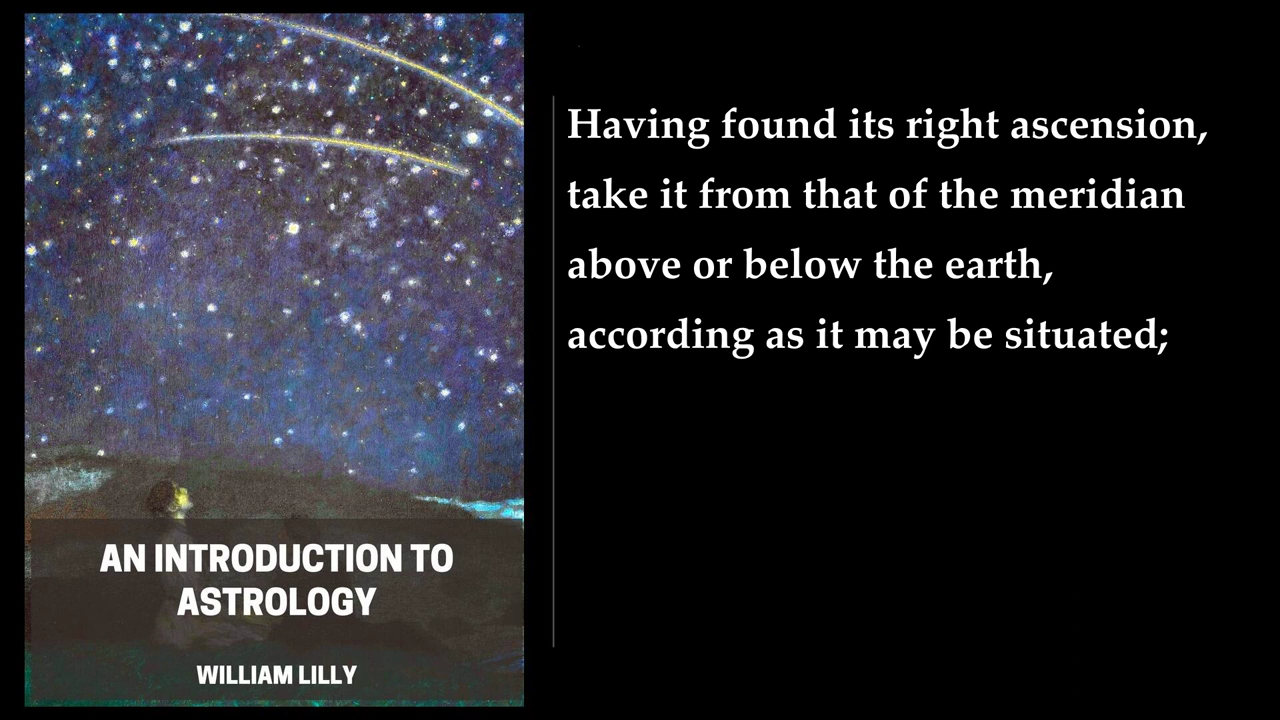 AN INTRODUCTION TO
ASTROLOGY
WILLIAM LILLY
Having found its right ascension,
take it from that of the meridian
above or below the earth,
according as it may be situated;